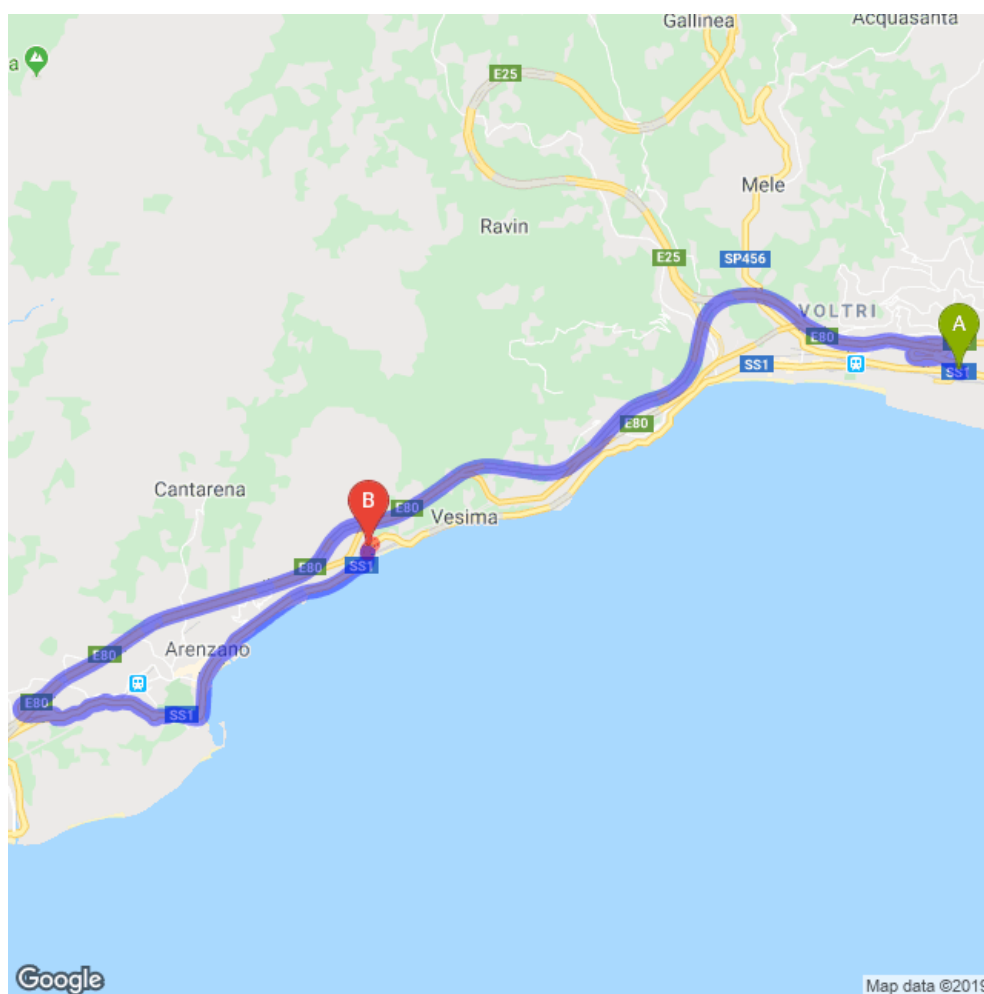 Gallinea
Acquasanta
a
E25
Mele
Ravin
E25
SP456
VOLTRI
A
E80
SS1
SS1
E80
Cantarena
B
E80
Vesima
E80
SS1
Arenzano
E80
E80
SS1
Google
Map data ©2019